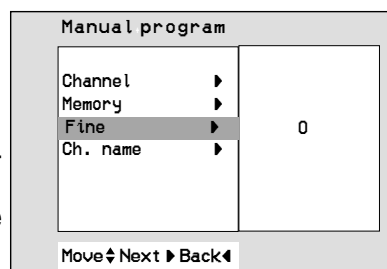 Manual program
Channel ▶
Memory ▶
Fine ▶ 0
Ch. name ▶
Move ⬍ Next ▶ Back ◀